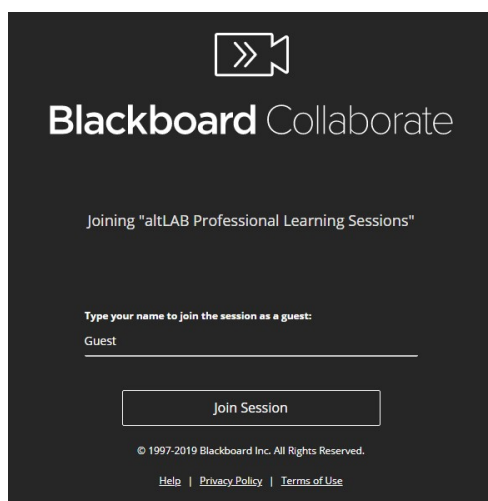 Blackboard Collaborate
Joining "altLAB Professional Learning Sessions"
Type your name to join the session as a guest:
Guest
Join Session
© 1997-2019 Blackboard Inc. All Rights Reserved.
Help | Privacy Policy | Terms of Use